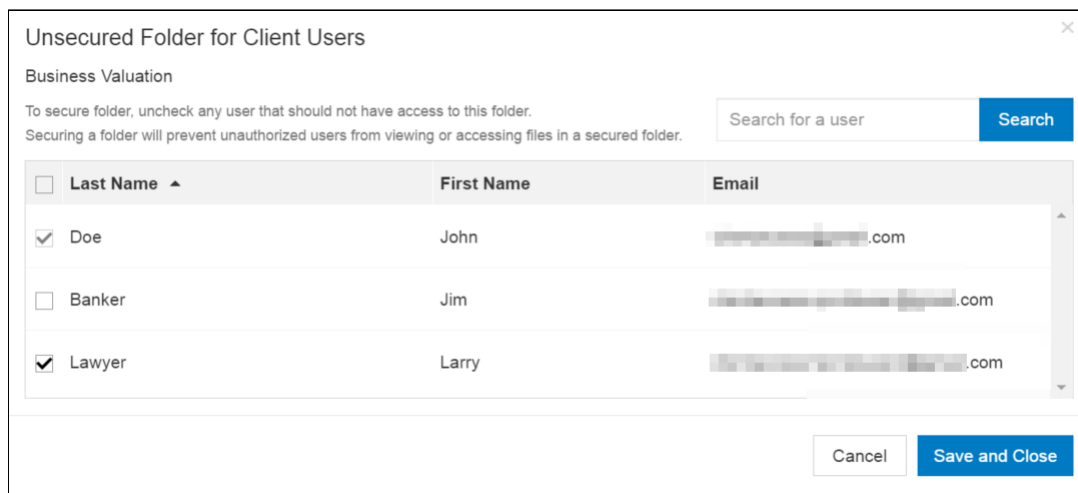 Unsecured Folder for Client Users
Business Valuation
To secure folder, uncheck any user that should not have access to this folder.
Securing a folder will prevent unauthorized users from viewing or accessing files in a secured folder.
Search for a user Search
Last Name First Name Email
Doe John .com
Banker Jim .com
Lawyer Larry .com
Cancel Save and Close